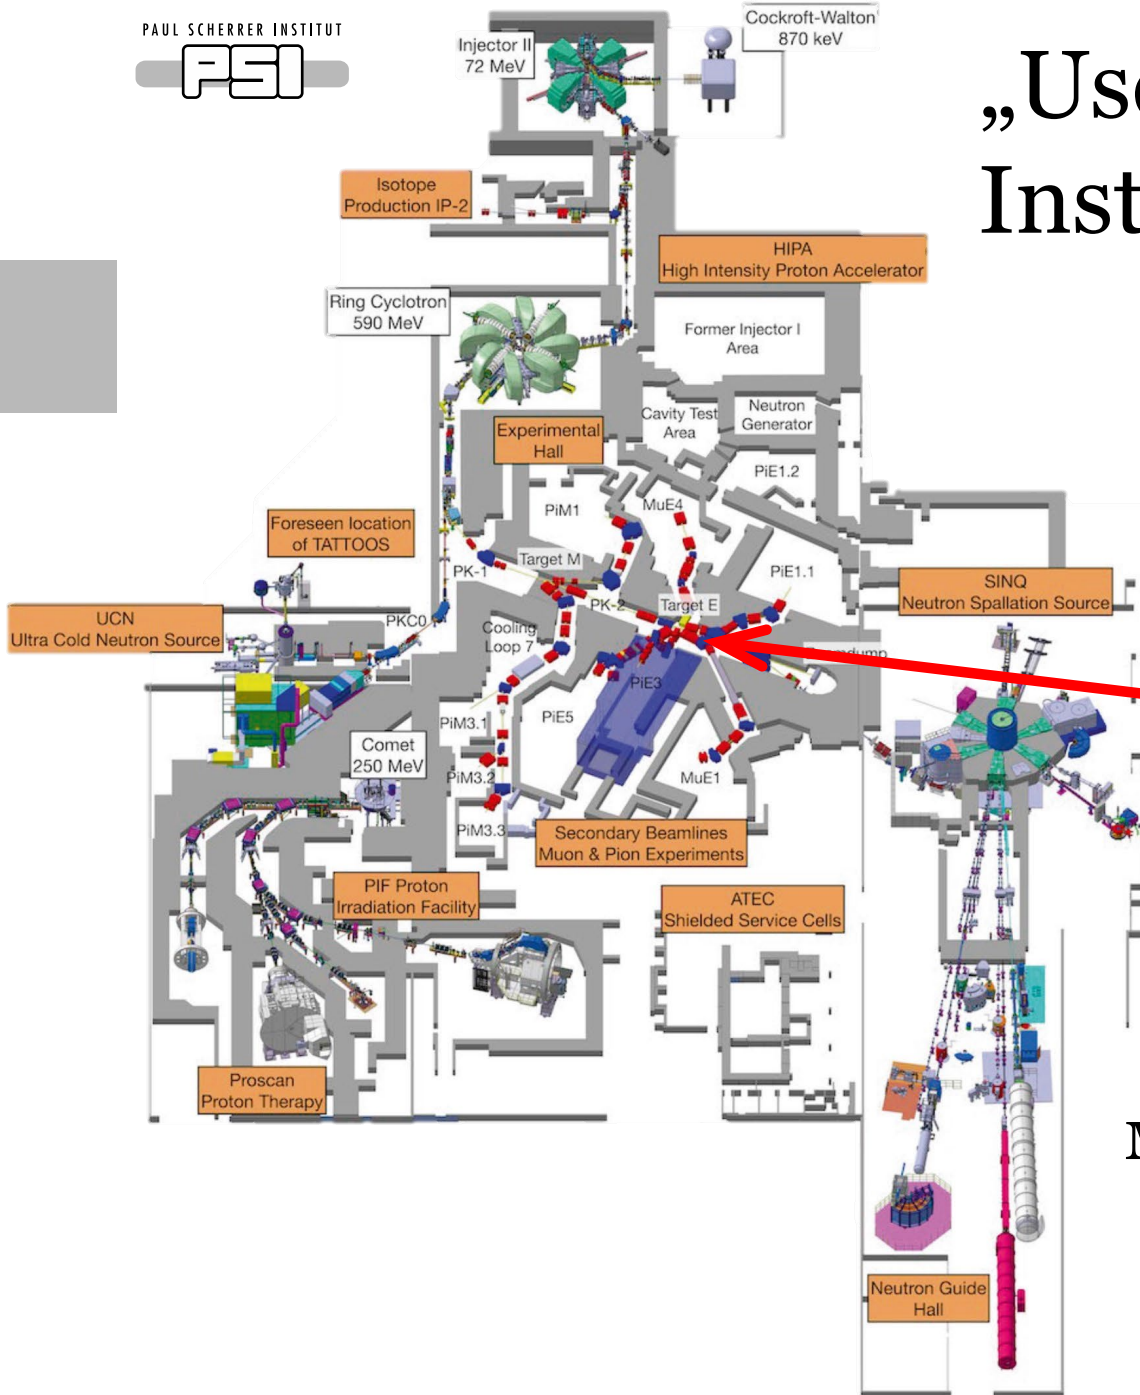 PAUL SCHERRER INSTITUT
PSI
„Use
Inst
Cockroft-Walton
870 keV
Injector II
72 MeV
Isotope
Production IP-2
HIPA
High Intensity Proton Accelerator
Ring Cyclotron
590 MeV
Former Injector I
Area
Cavity Test
Area
Neutron
Generator
Experimental
Hall
PiE1.2
PiM1
MuE4
Foreseen location
of TATTOOS
Target M
PK-1
PiE1.1
PK-2
Target E
SINQ
Neutron Spallation Source
UCN
Ultra Cold Neutron Source
PKC0
Cooling
Loop 7
PiE3
PiM3.1
PiE5
Comet
250 MeV
PiM3.2
MuE1
PiM3.3
Secondary Beamlines
Muon & Pion Experiments
PIF Proton
Irradiation Facility
ATEC
Shielded Service Cells
Proscan
Proton Therapy
Neutron Guide
Hall